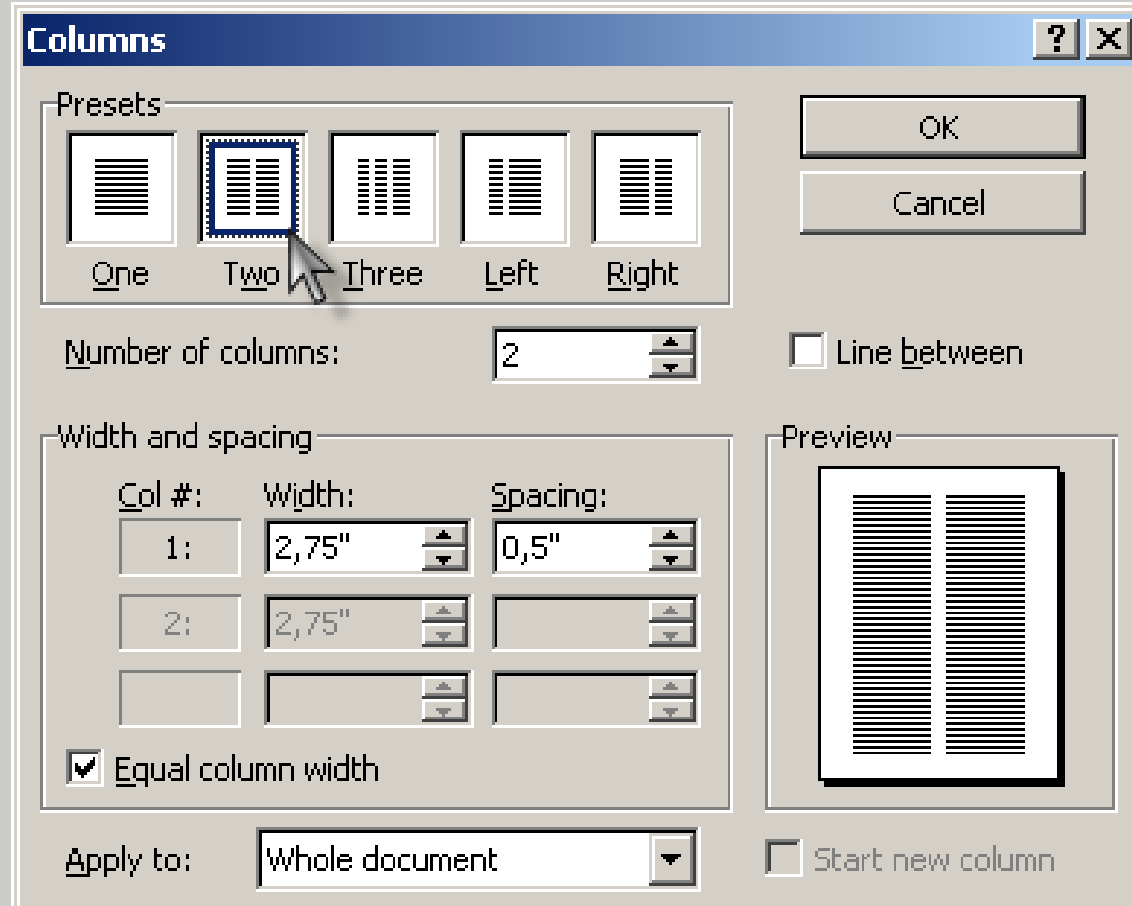 Columns
Presets
OK
Cancel
One Two Three Left Right
Number of columns: 2
Line between
Width and spacing
Preview
Col #: Width: Spacing:
1: 2,75" 0,5"
2: 2,75"
Equal column width
Apply to: Whole document
Start new column